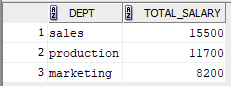 DEPT TOTAL_SALARY
1 sales 15500
2 production 11700
3 marketing 8200